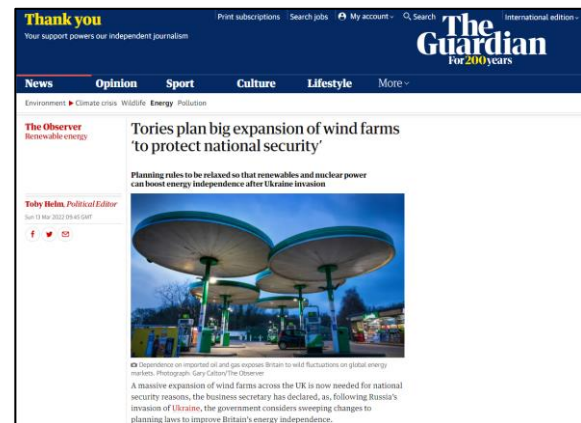 Thank you
Your support powers our independent journalism
Print subscriptions
Search jobs
My account
Search
International edition
The
Guardian
For 200 years
News
Opinion
Sport
Culture
Lifestyle
More
Environment
Climate crisis
Wildlife
Energy
Pollution
The Observer
Renewable energy
Tories plan big expansion of wind farms
‘to protect national security’
Planning rules to be relaxed so that renewables and nuclear power
can boost energy independence after Ukraine invasion
Toby Helm, Political Editor
Sun 13 Mar 2022 09.40 GMT
Dependence on imported oil and gas exposes Britain to wild fluctuations on global energy
markets. Photograph: Gary Calton/The Observer
A massive expansion of wind farms across the UK is now needed for national
security reasons, the business secretary has declared, as, following Russia’s
invasion of Ukraine, the government considers sweeping changes to
planning laws to improve Britain’s energy independence.